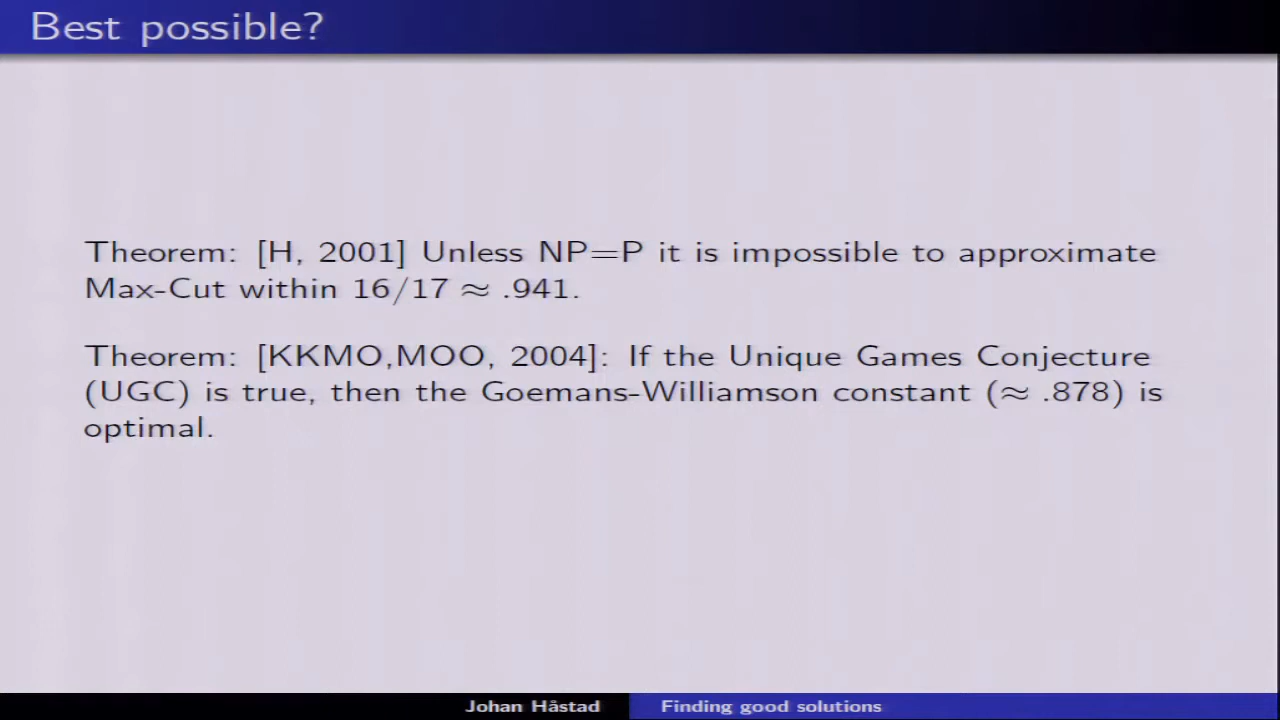 Best possible?
Theorem: [H, 2001] Unless NP=P it is impossible to approximate
Max-Cut within 16/17 ≈ .941.
Theorem: [KKMO,MOO, 2004]: If the Unique Games Conjecture
(UGC) is true, then the Goemans-Williamson constant (≈ .878) is
optimal.
Johan Håstad
Finding good solutions